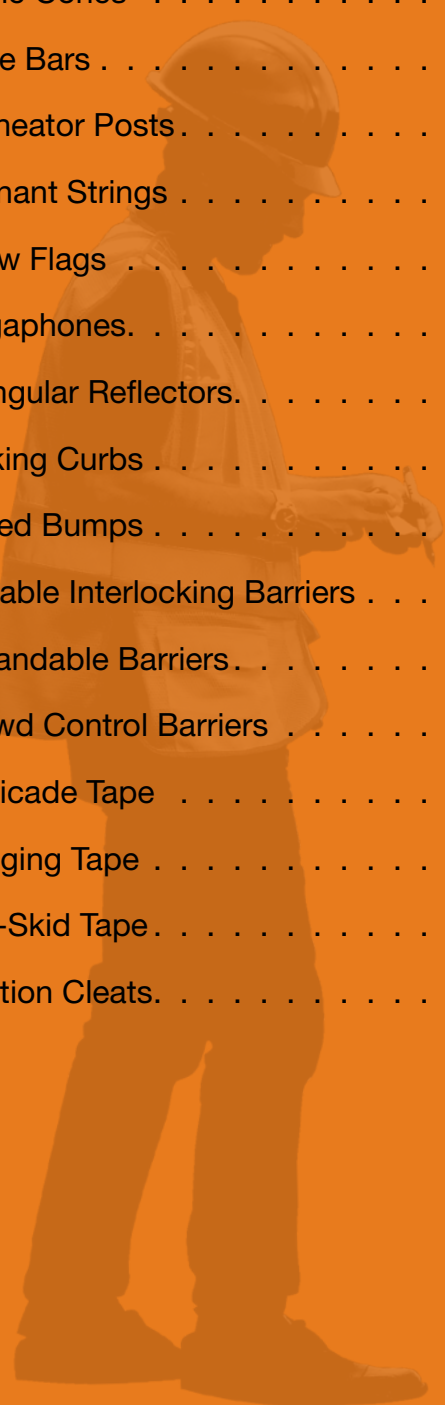 e Bars . . . . . . . . . . . . .
neator Posts . . . . . . . . . .
nant Strings . . . . . . . . . .
w Flags . . . . . . . . . . . .
gaphones. . . . . . . . . . . .
ngular Reflectors. . . . . . . .
king Curbs . . . . . . . . . . .
ed Bumps . . . . . . . . . . .
able Interlocking Barriers . . .
andable Barriers . . . . . . . .
wd Control Barriers . . . . . .
icade Tape . . . . . . . . . .
ging Tape . . . . . . . . . . .
-Skid Tape . . . . . . . . . . .
tion Cleats. . . . . . . . . . .